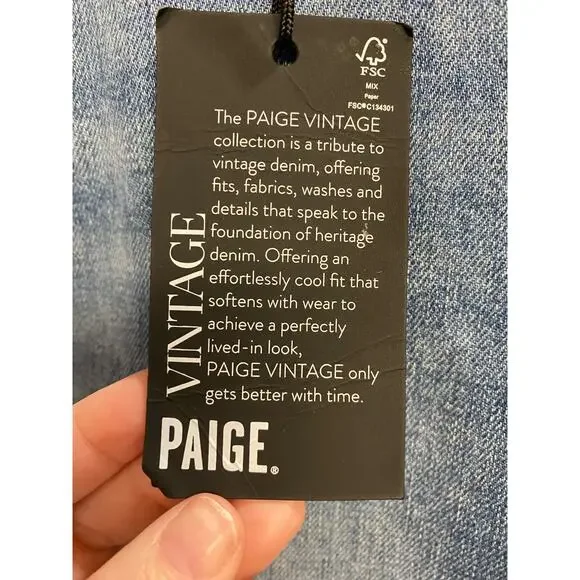 FSC
MIX
Paper
FSC® C134301
The PAIGE VINTAGE
collection is a tribute to
vintage denim, offering
fits, fabrics, washes and
details that speak to the
foundation of heritage
denim. Offering an
effortlessly cool fit that
softens with wear to
achieve a perfectly
lived-in look,
PAIGE VINTAGE only
gets better with time.
VINTAGE
PAIGE®